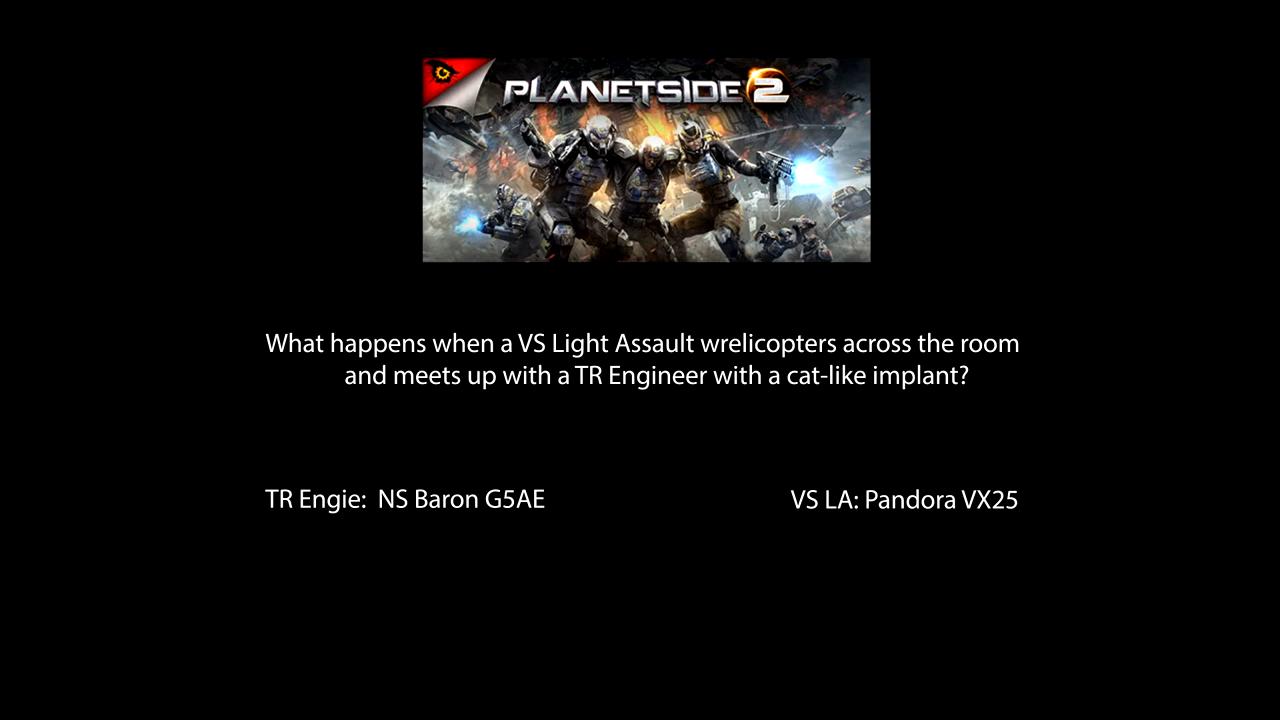 PLANETSIDE 2
What happens when a VS Light Assault wrelicopters across the room
and meets up with a TR Engineer with a cat-like implant?
TR Engie: NS Baron G5AE
VS LA: Pandora VX25